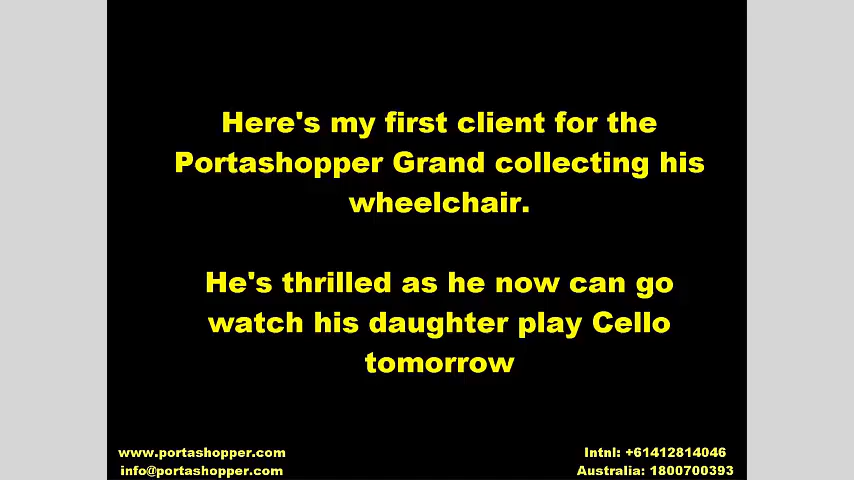 Here's my first client for the
Portashopper Grand collecting his
wheelchair.
He's thrilled as he now can go
watch his daughter play Cello
tomorrow
www.portashopper.com
info@portashopper.com
Intnl: +61412814046
Australia: 1800700393